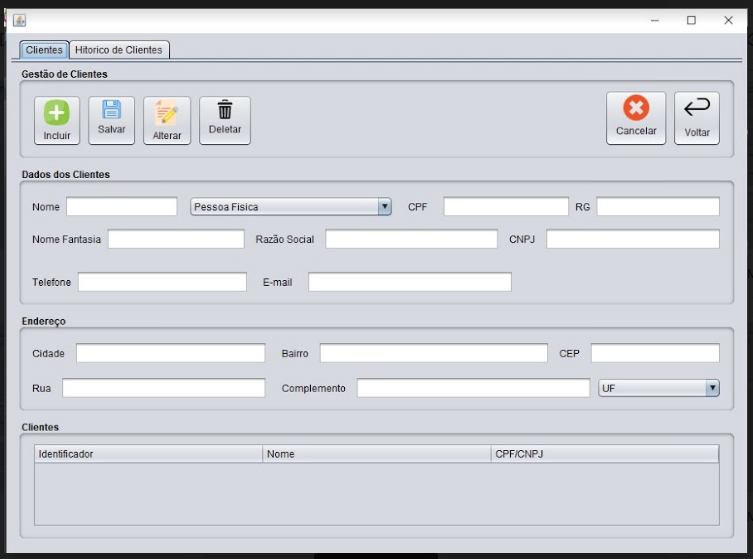 Clientes Hitorico de Clientes
Gestão de Clientes
Incluir Salvar Alterar Deletar Cancelar Voltar
Dados dos Clientes
Nome Pessoa Fisica CPF RG
Nome Fantasia Razão Social CNPJ
Telefone E-mail
Endereço
Cidade Bairro CEP
Rua Complemento UF
Clientes
Identificador Nome CPF/CNPJ